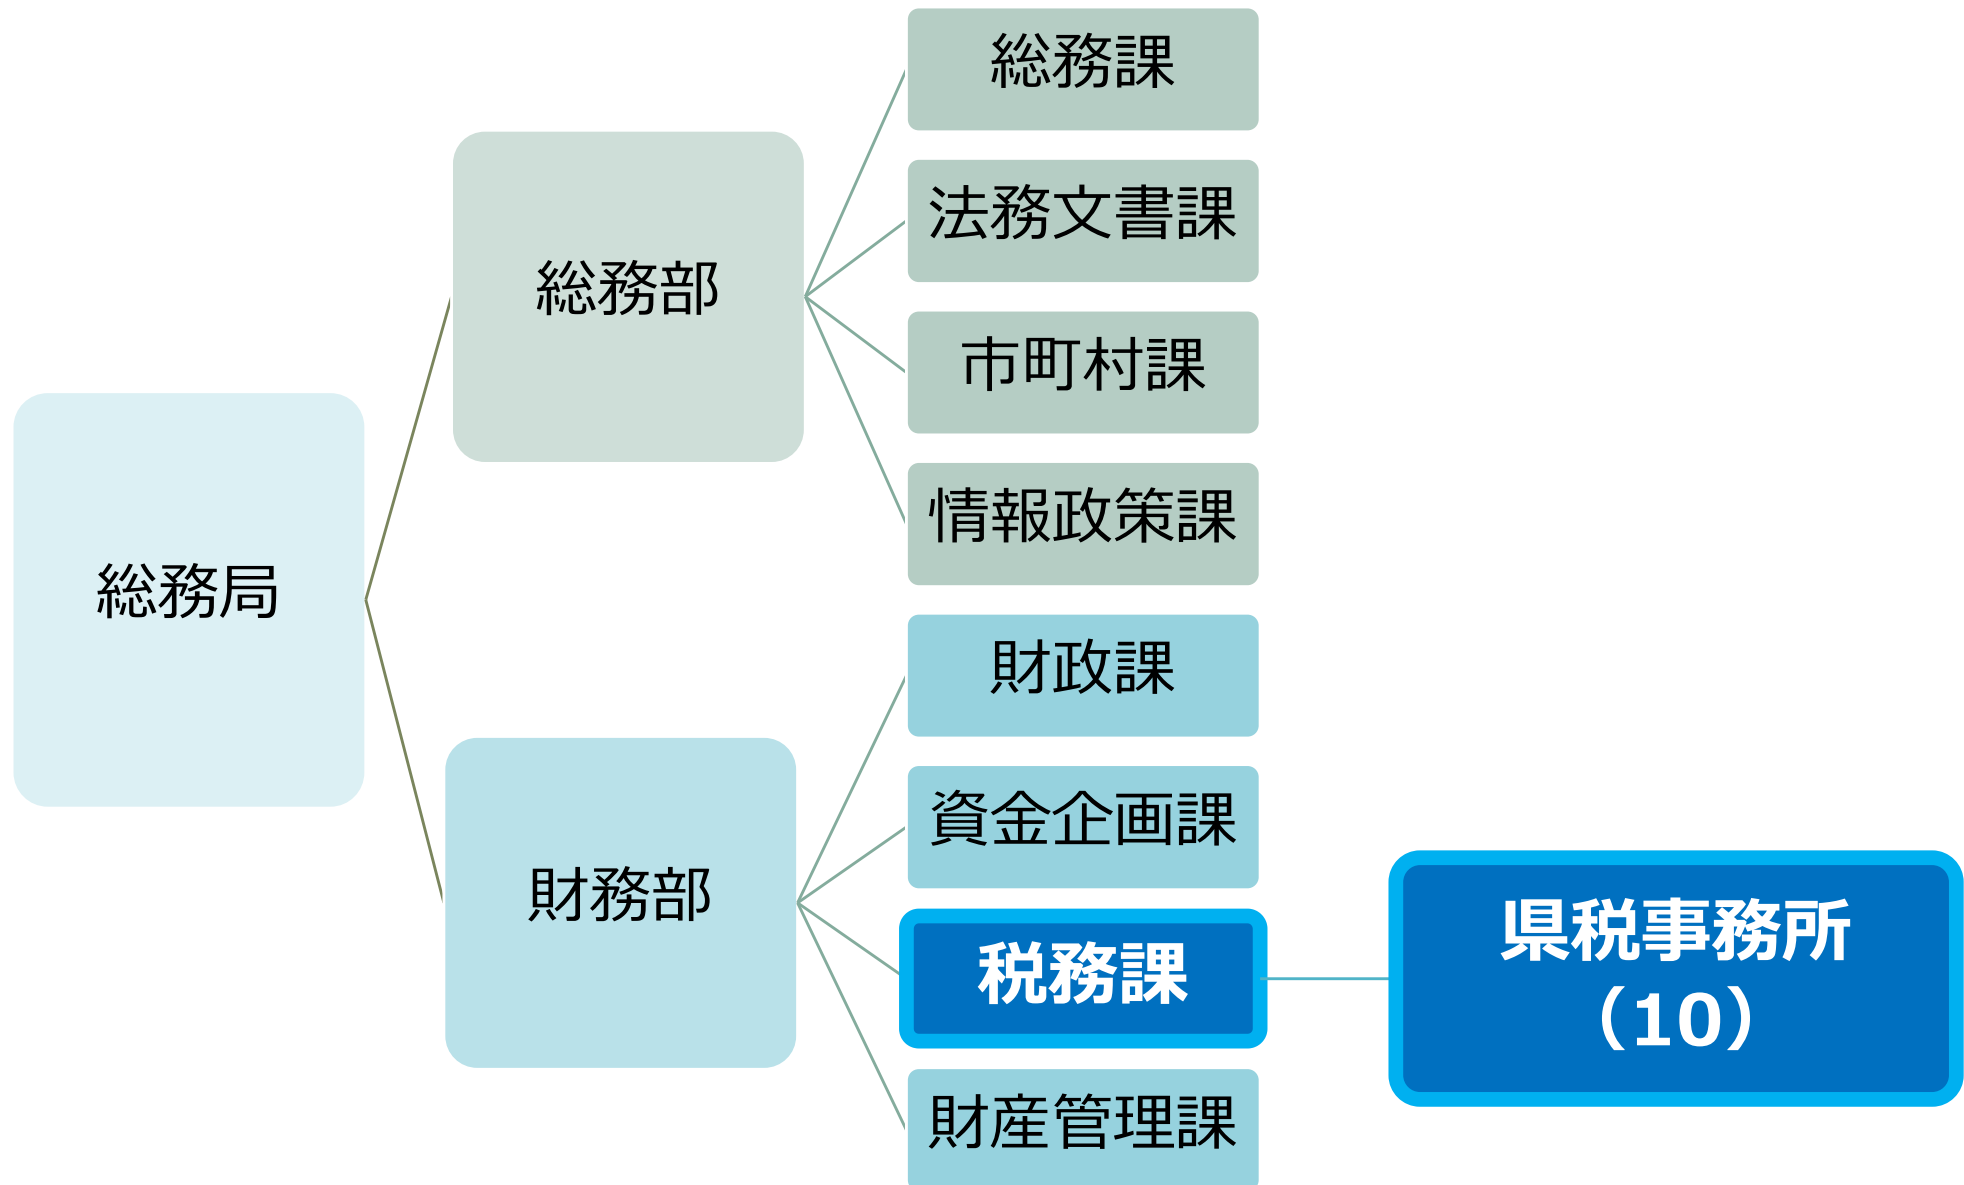 総務局
総務部
総務課
法務文書課
市町村課
情報政策課
財務部
財政課
資金企画課
税務課
県税事務所
（10）
財産管理課